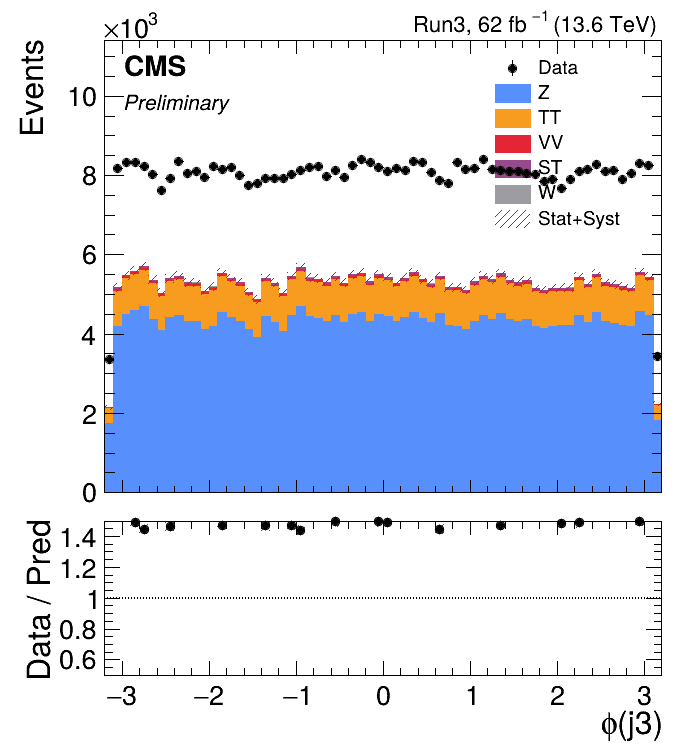 ×10³ Run3, 62 fb⁻¹ (13.6 TeV)
Events
CMS
Preliminary
Data
Z
TT
VV
ST
W
Stat+Syst
10
8
6
4
2
0
Data / Pred
1.4
1.2
1
0.8
0.6
−3 −2 −1 0 1 2 3
ϕ(j3)